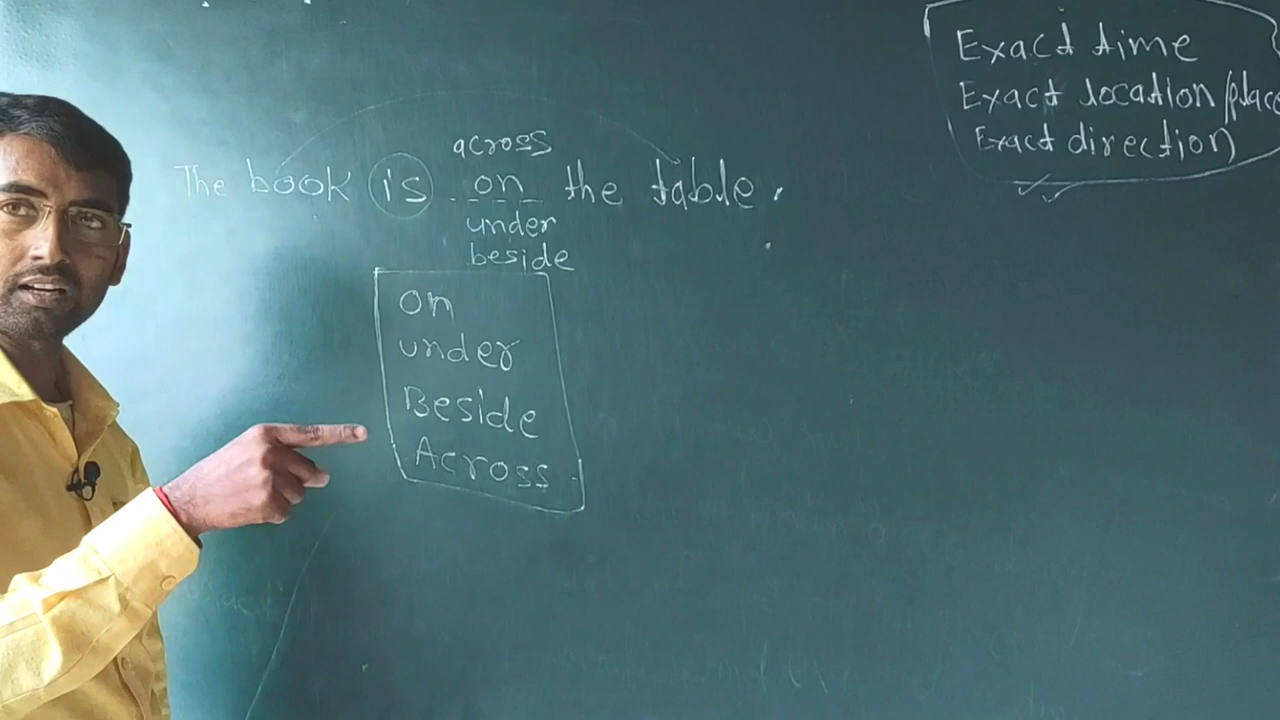 across
The book is on the table.
under
beside
on
under
Beside
Across
Exact time
Exact location/place
Exact direction